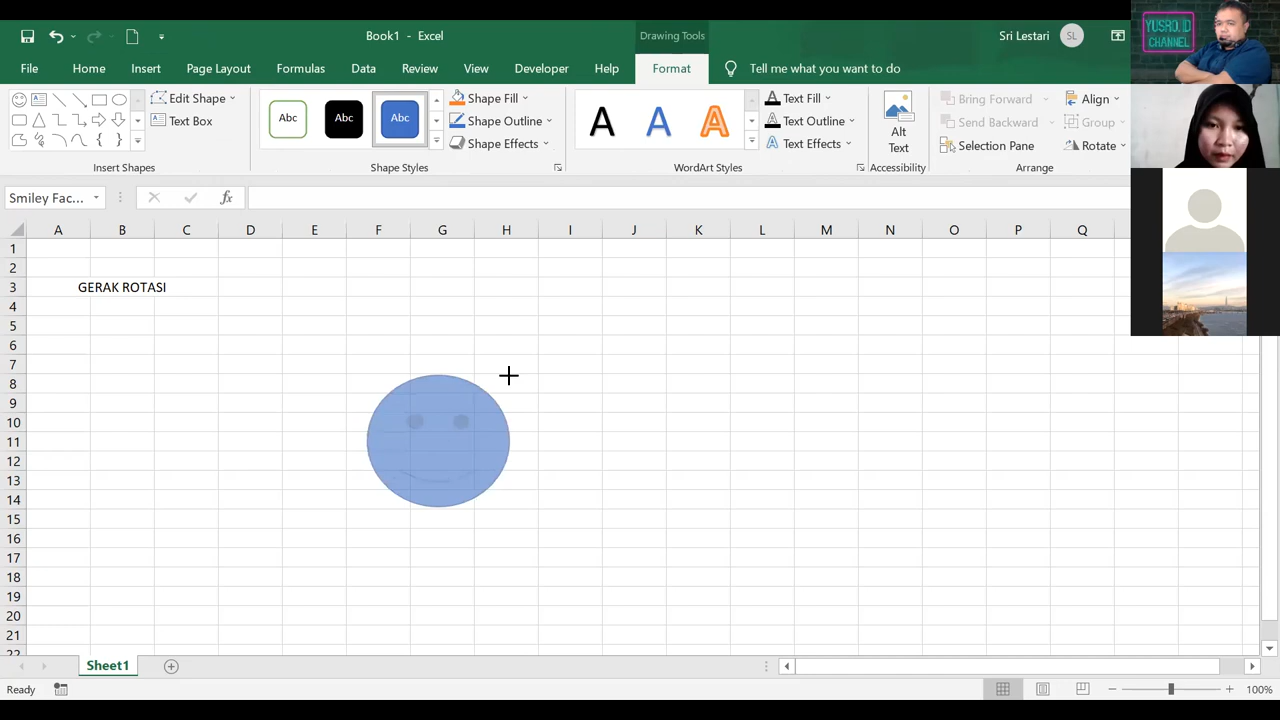 Book1 - Excel
Drawing Tools
Sri Lestari
SL
YUSRO.ID
CHANNEL
File
Home
Insert
Page Layout
Formulas
Data
Review
View
Developer
Help
Format
Tell me what you want to do
Edit Shape
Text Box
Insert Shapes
Abc
Abc
Abc
Shape Fill
Shape Outline
Shape Effects
Shape Styles
A
A
A
Text Fill
Text Outline
Text Effects
WordArt Styles
Alt
Text
Accessibility
Bring Forward
Send Backward
Selection Pane
Align
Group
Rotate
Arrange
Smiley Fac...
fx
A B C D E F G H I J K L M N O P Q
1
2
3 GERAK ROTASI
4
5
6
7
8
9
10
11
12
13
14
15
16
17
18
19
20
21
22
Sheet1
Ready
100%